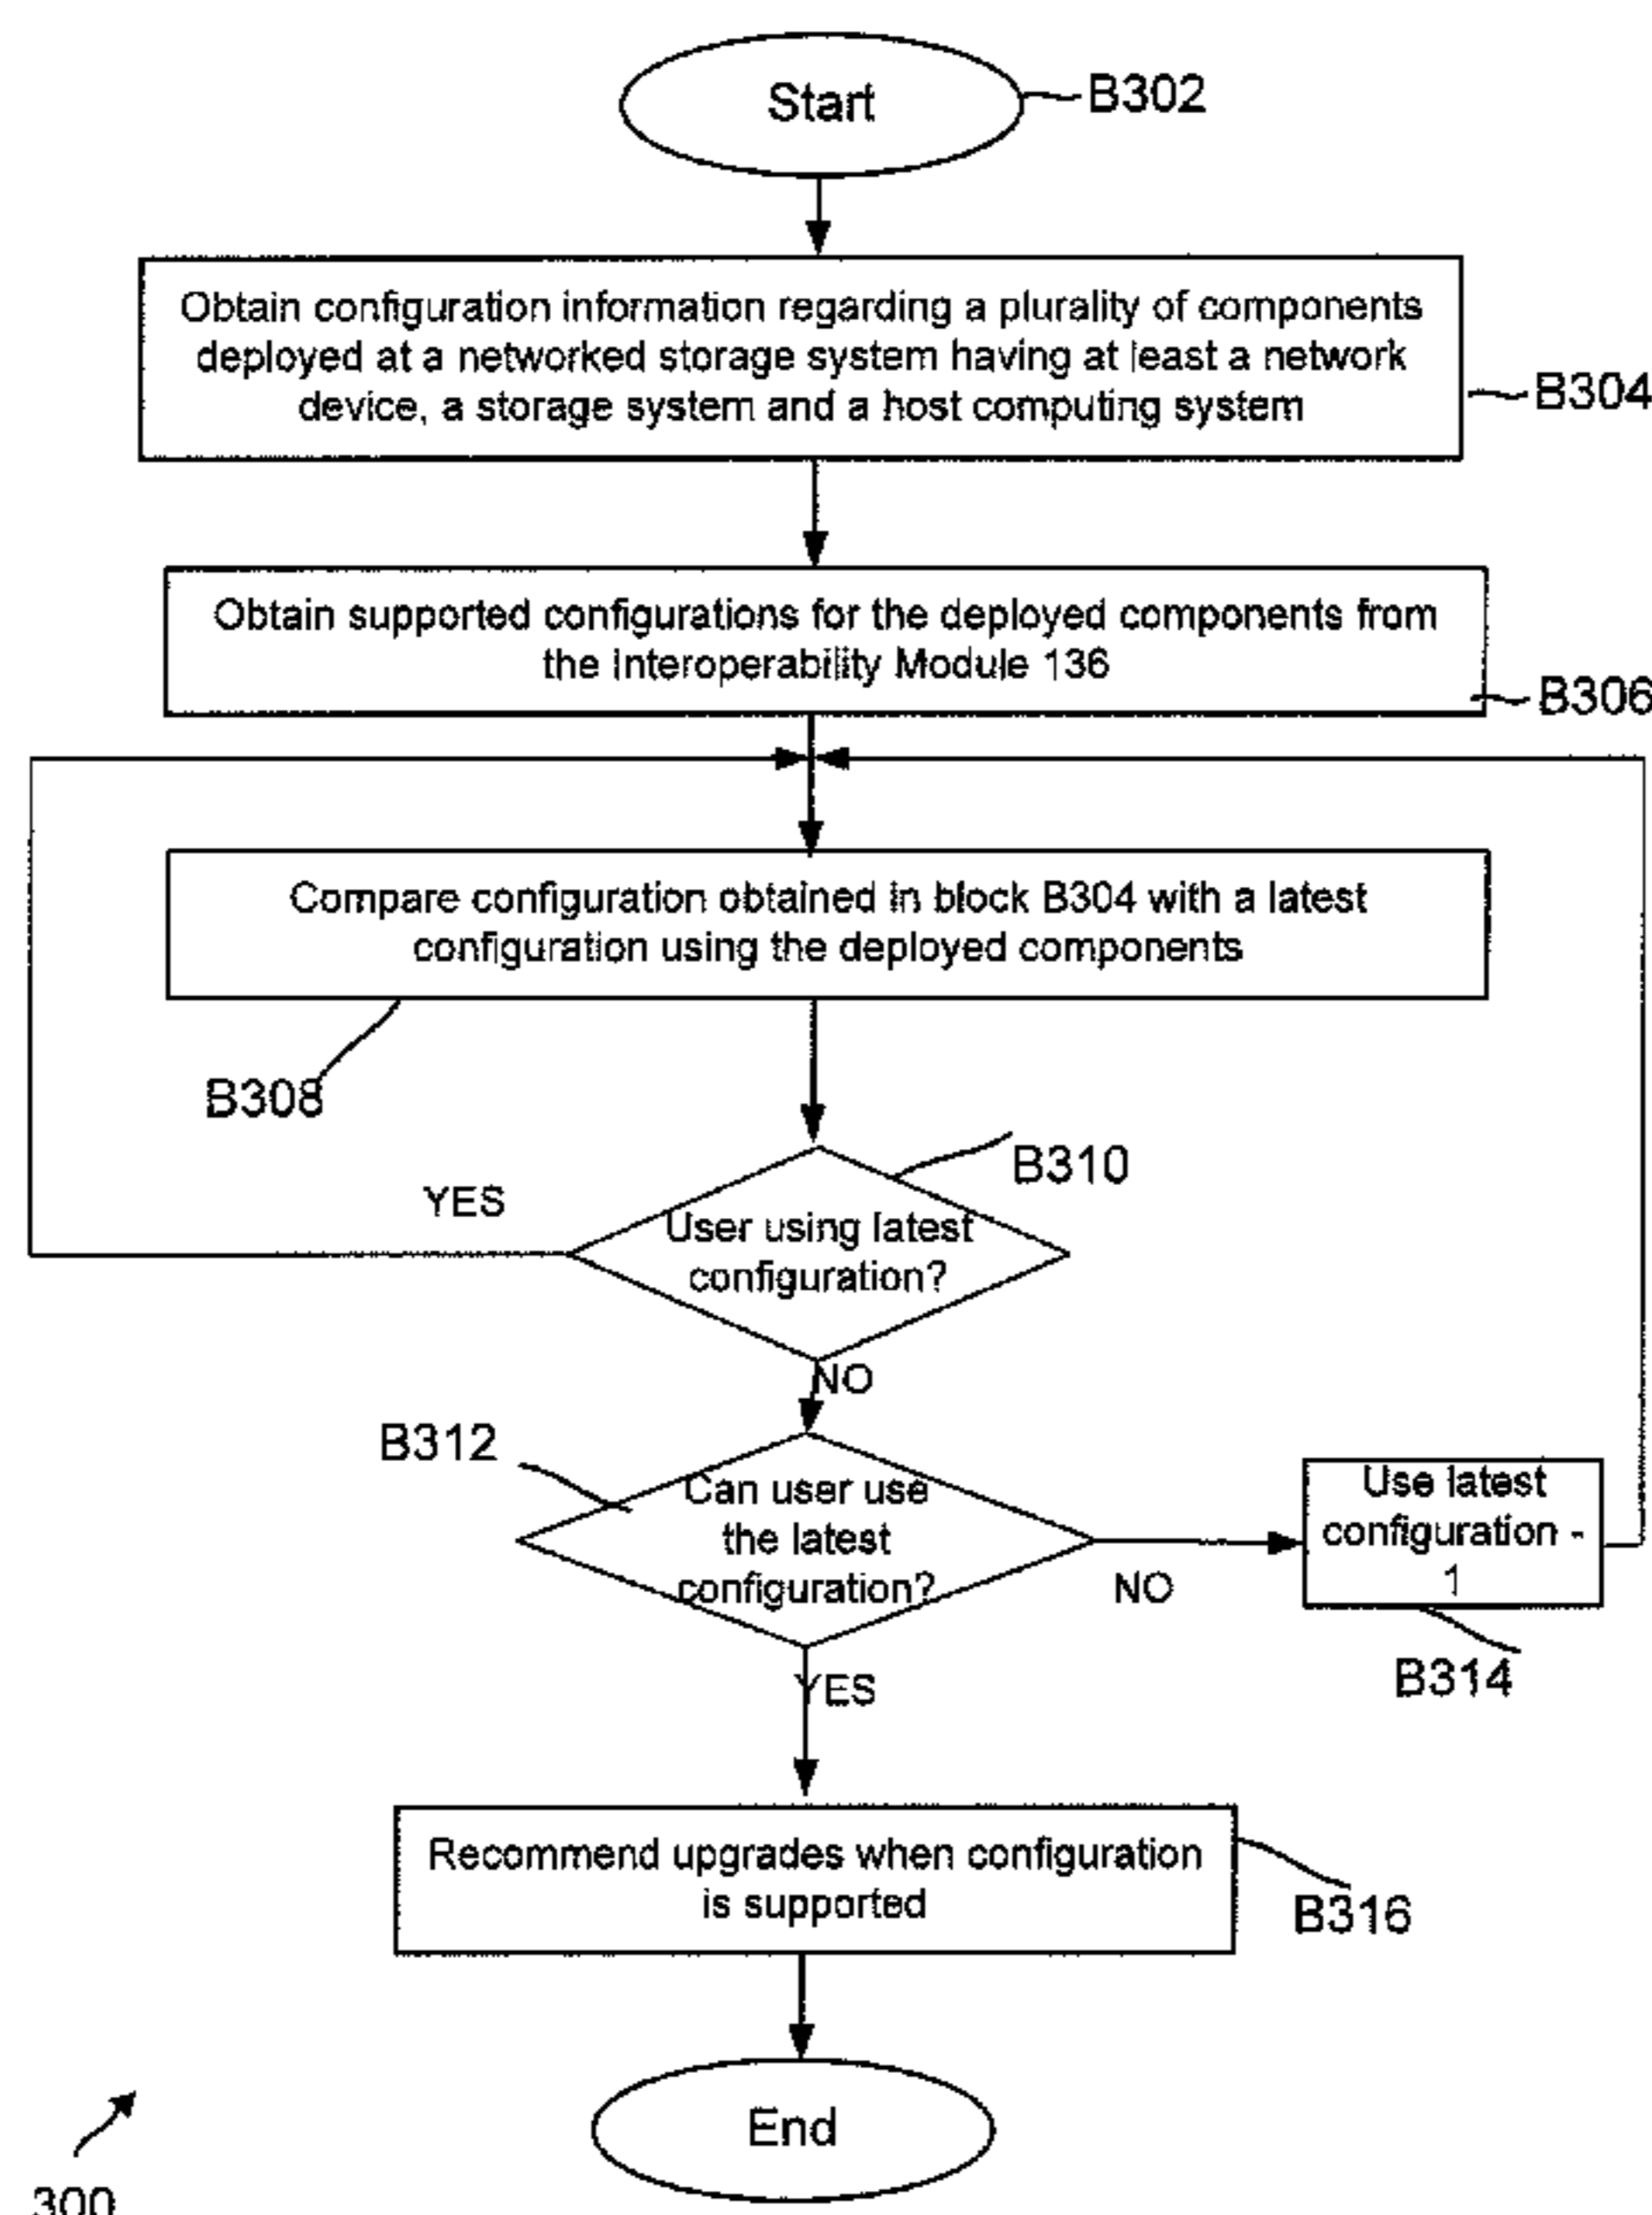 Start
B302
Obtain configuration information regarding a plurality of components
deployed at a networked storage system having at least a network
device, a storage system and a host computing system
B304
Obtain supported configurations for the deployed components from
the Interoperability Module 136
B306
Compare configuration obtained in block B304 with a latest
configuration using the deployed components
B308
B310
YES
User using latest
configuration?
NO
B312
Can user use
the latest
configuration?
NO
Use latest
configuration -
1
B314
YES
Recommend upgrades when configuration
is supported
B316
End
300